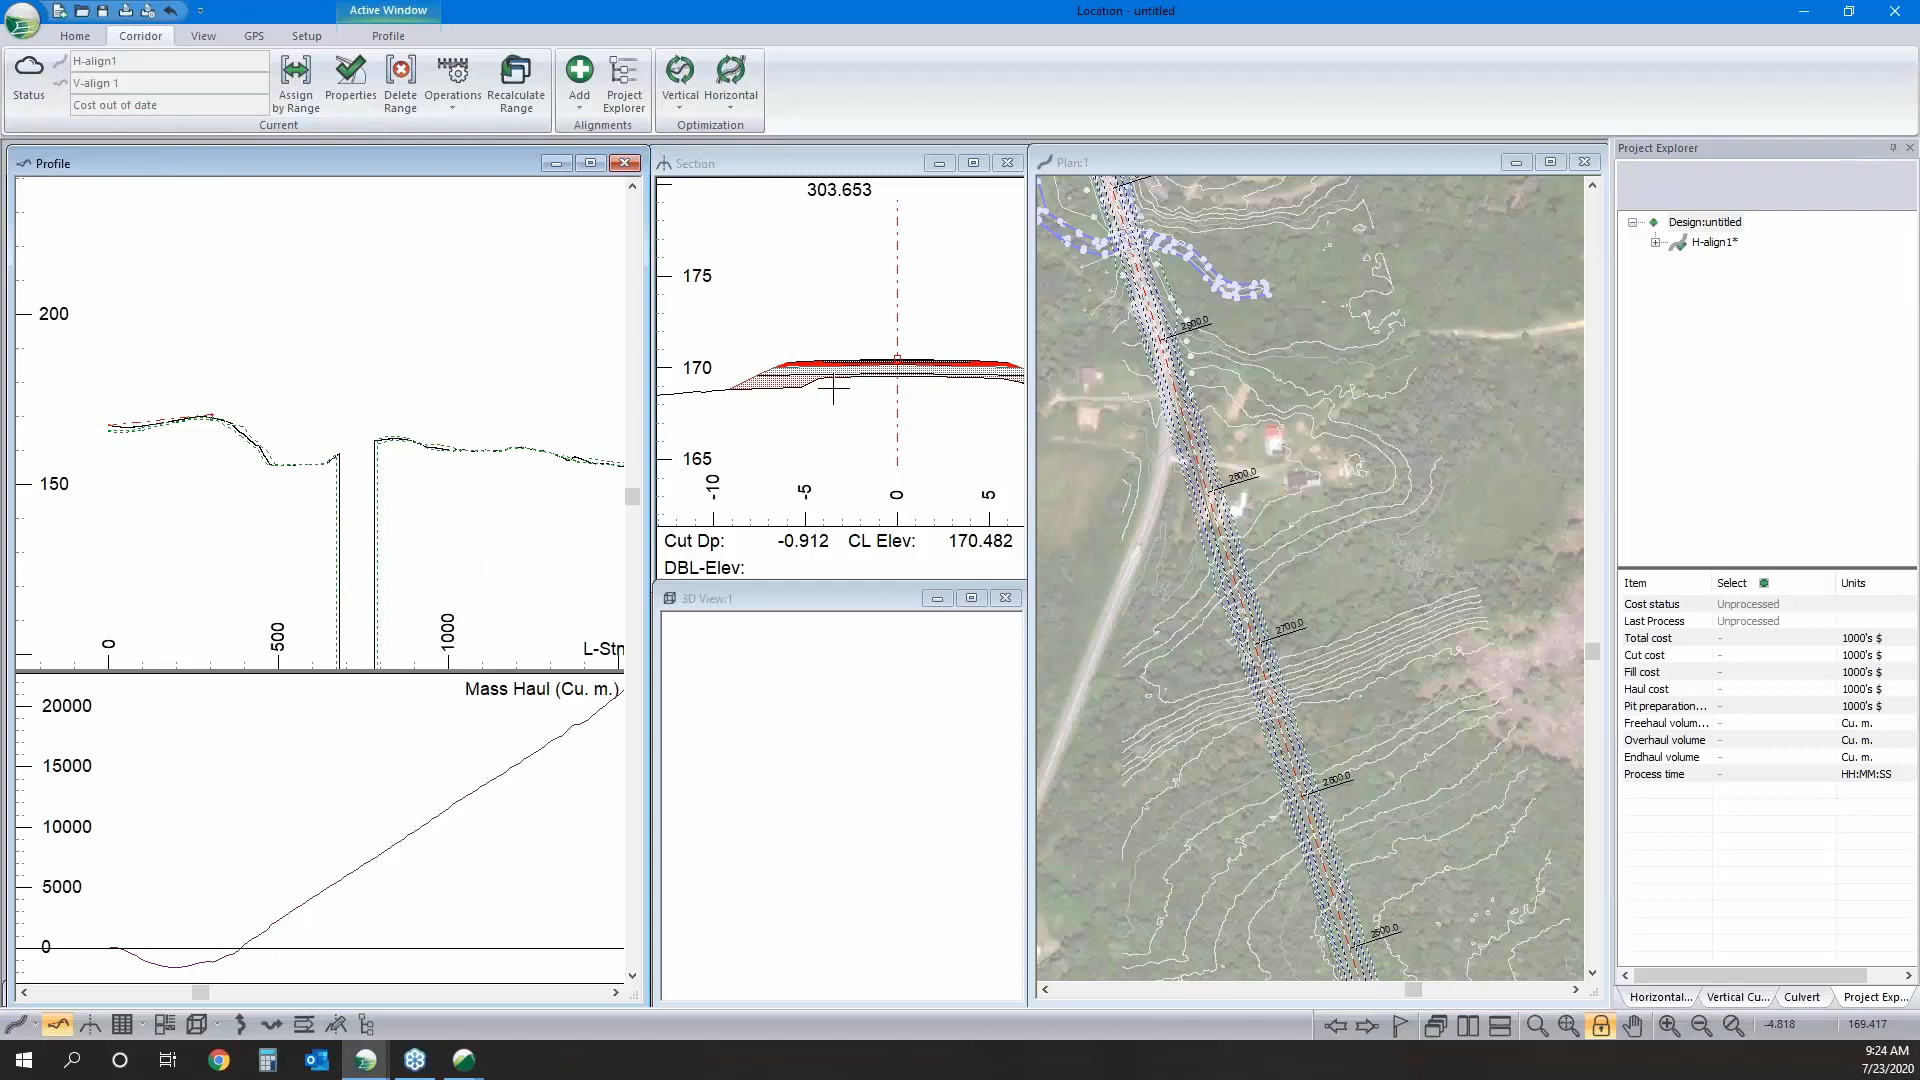 Active Window
Location - untitled
Home
Corridor
View
GPS
Setup
Profile
Status
H-align1
V-align 1
Cost out of date
Assign
by Range
Properties
Delete
Range
Operations
Recalculate
Range
Add
Project
Explorer
Vertical
Horizontal
Current
Alignments
Optimization
Profile
200
150
0
500
1000
L-Stn
Mass Haul (Cu. m.)
20000
15000
10000
5000
0
Section
303.653
175
170
165
-10
-5
0
5
Cut Dp: -0.912 CL Elev: 170.482
DBL-Elev:
3D View:1
Plan:1
2900.0
2800.0
2700.0
2600.0
2500.0
Project Explorer
Design:untitled
H-align1*
Item Select Units
Cost status Unprocessed
Last Process Unprocessed
Total cost - 1000's $
Cut cost - 1000's $
Fill cost - 1000's $
Haul cost - 1000's $
Pit preparation... - 1000's $
Freehaul volum... - Cu. m.
Overhaul volume - Cu. m.
Endhaul volume - Cu. m.
Process time - HH:MM:SS
Horizontal...
Vertical Cu...
Culvert
Project Exp...
-4.818
169.417
9:24 AM
7/23/2020